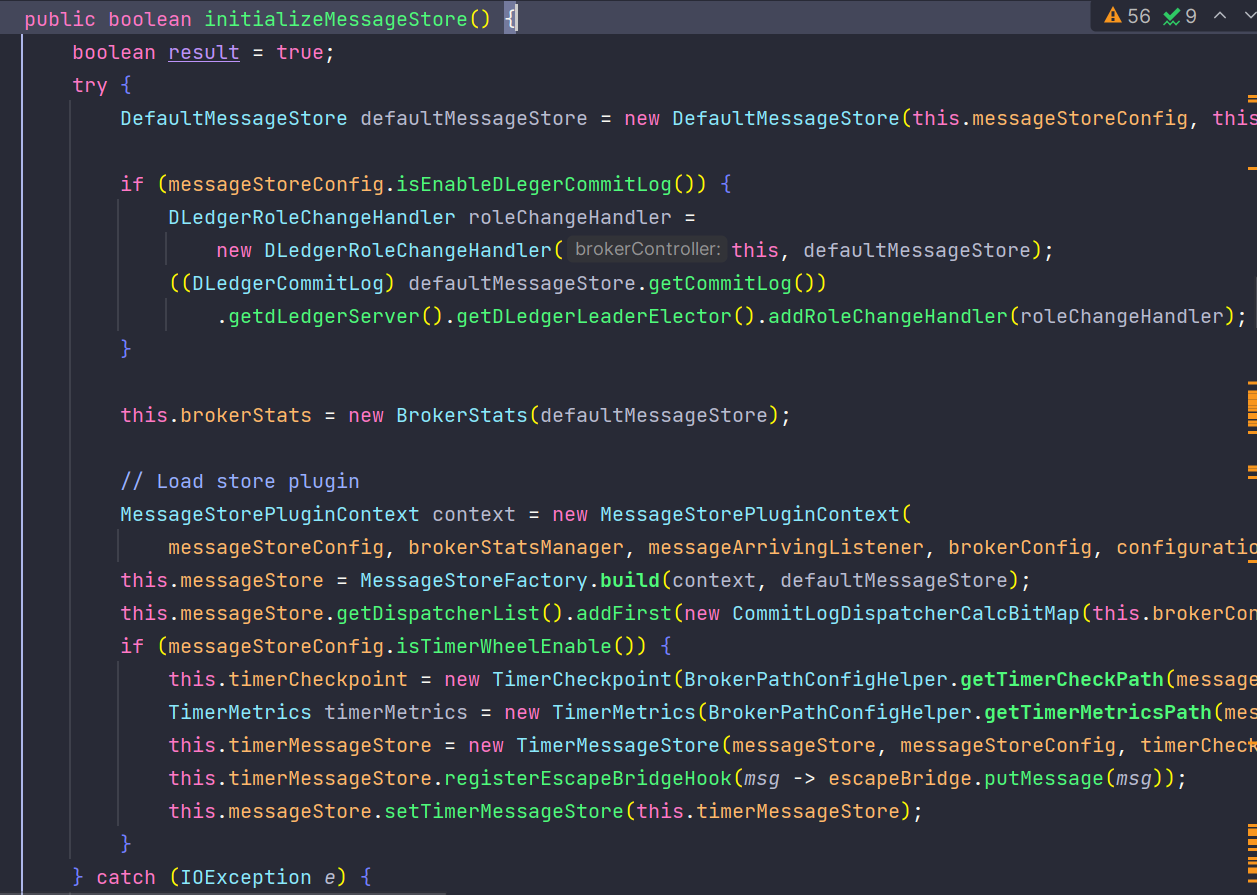 public boolean initializeMessageStore() {
56 9
boolean result = true;
try {
DefaultMessageStore defaultMessageStore = new DefaultMessageStore(this.messageStoreConfig, this
if (messageStoreConfig.isEnableDLegerCommitLog()) {
DLedgerRoleChangeHandler roleChangeHandler =
new DLedgerRoleChangeHandler( brokerController: this, defaultMessageStore);
((DLedgerCommitLog) defaultMessageStore.getCommitLog())
.getdLedgerServer().getDLedgerLeaderElector().addRoleChangeHandler(roleChangeHandler);
}
this.brokerStats = new BrokerStats(defaultMessageStore);
// Load store plugin
MessageStorePluginContext context = new MessageStorePluginContext(
messageStoreConfig, brokerStatsManager, messageArrivingListener, brokerConfig, configuratio
this.messageStore = MessageStoreFactory.build(context, defaultMessageStore);
this.messageStore.getDispatcherList().addFirst(new CommitLogDispatcherCalcBitMap(this.brokerCon
if (messageStoreConfig.isTimerWheelEnable()) {
this.timerCheckpoint = new TimerCheckpoint(BrokerPathConfigHelper.getTimerCheckPath(message
TimerMetrics timerMetrics = new TimerMetrics(BrokerPathConfigHelper.getTimerMetricsPath(mes
this.timerMessageStore = new TimerMessageStore(messageStore, messageStoreConfig, timerCheck
this.timerMessageStore.registerEscapeBridgeHook(msg -> escapeBridge.putMessage(msg));
this.messageStore.setTimerMessageStore(this.timerMessageStore);
}
} catch (IOException e) {